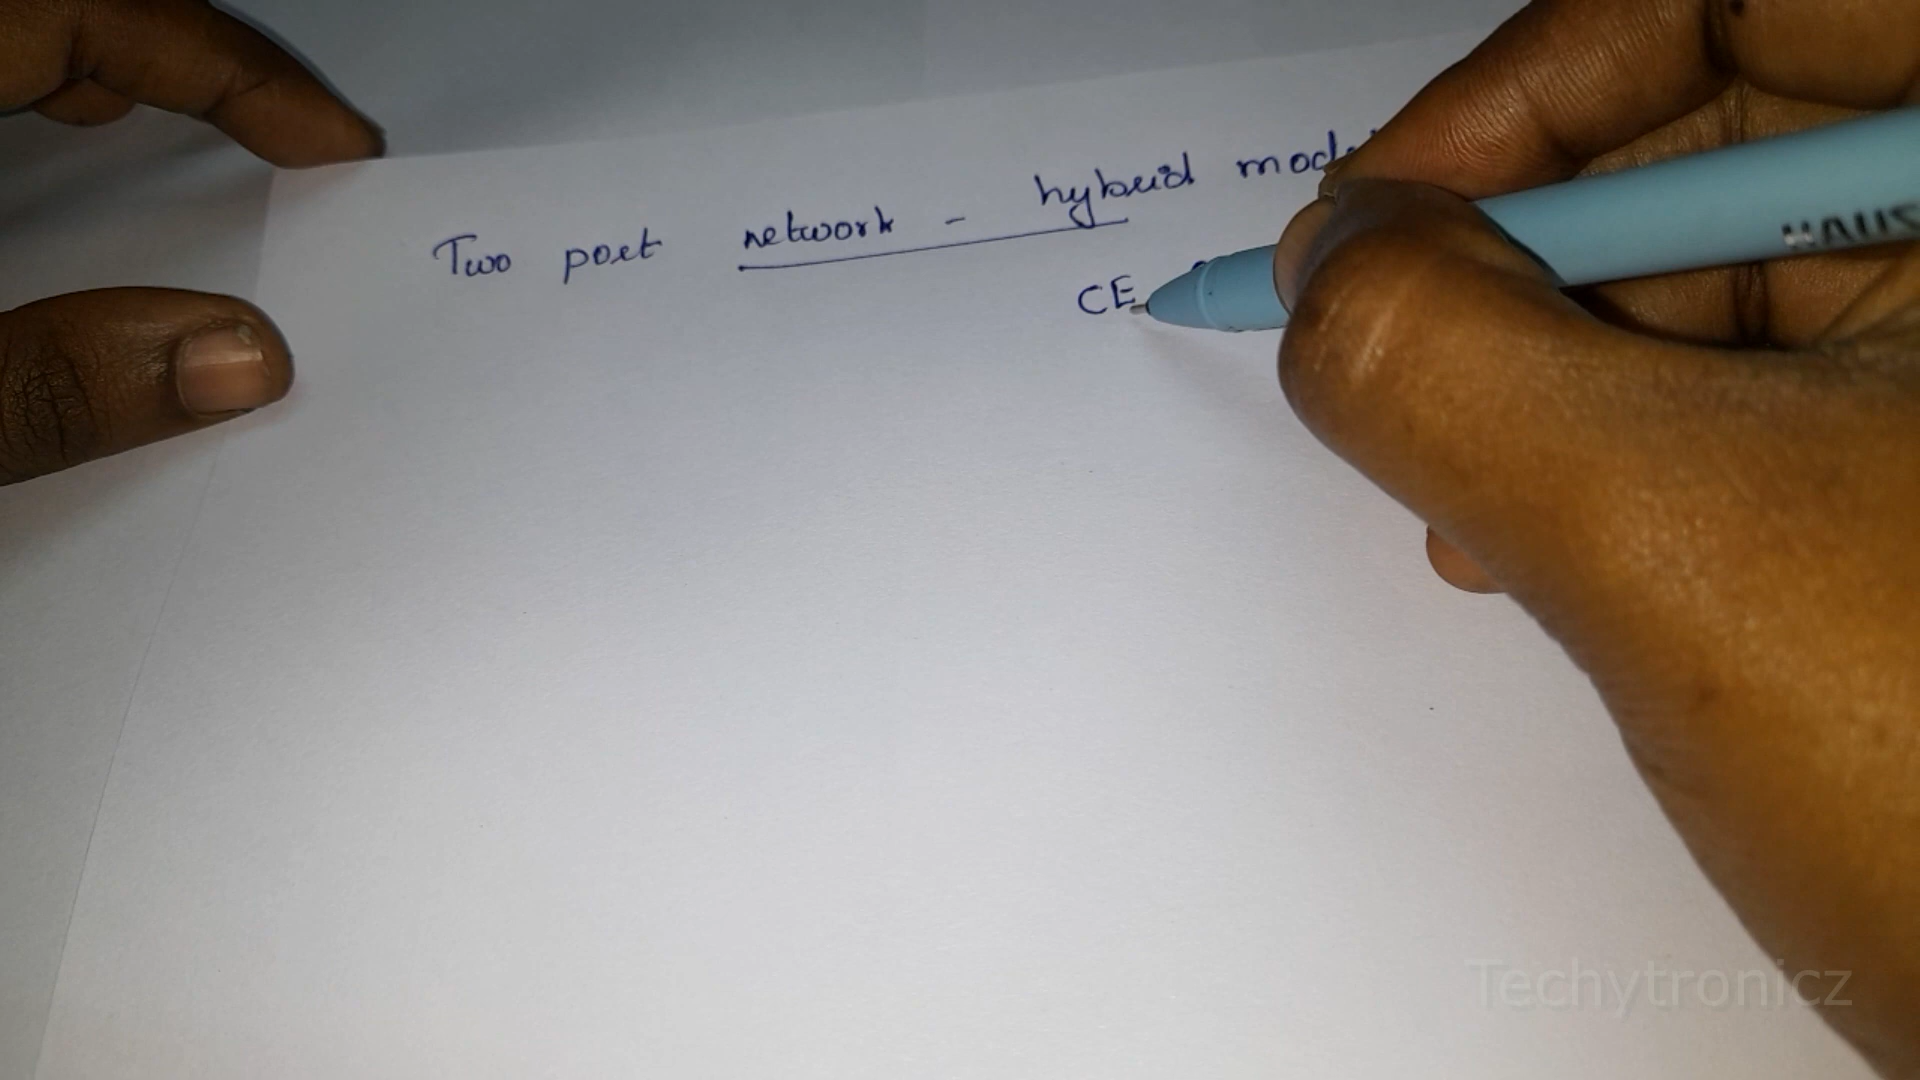 Two port network - hybrid
CE
Techytronicz